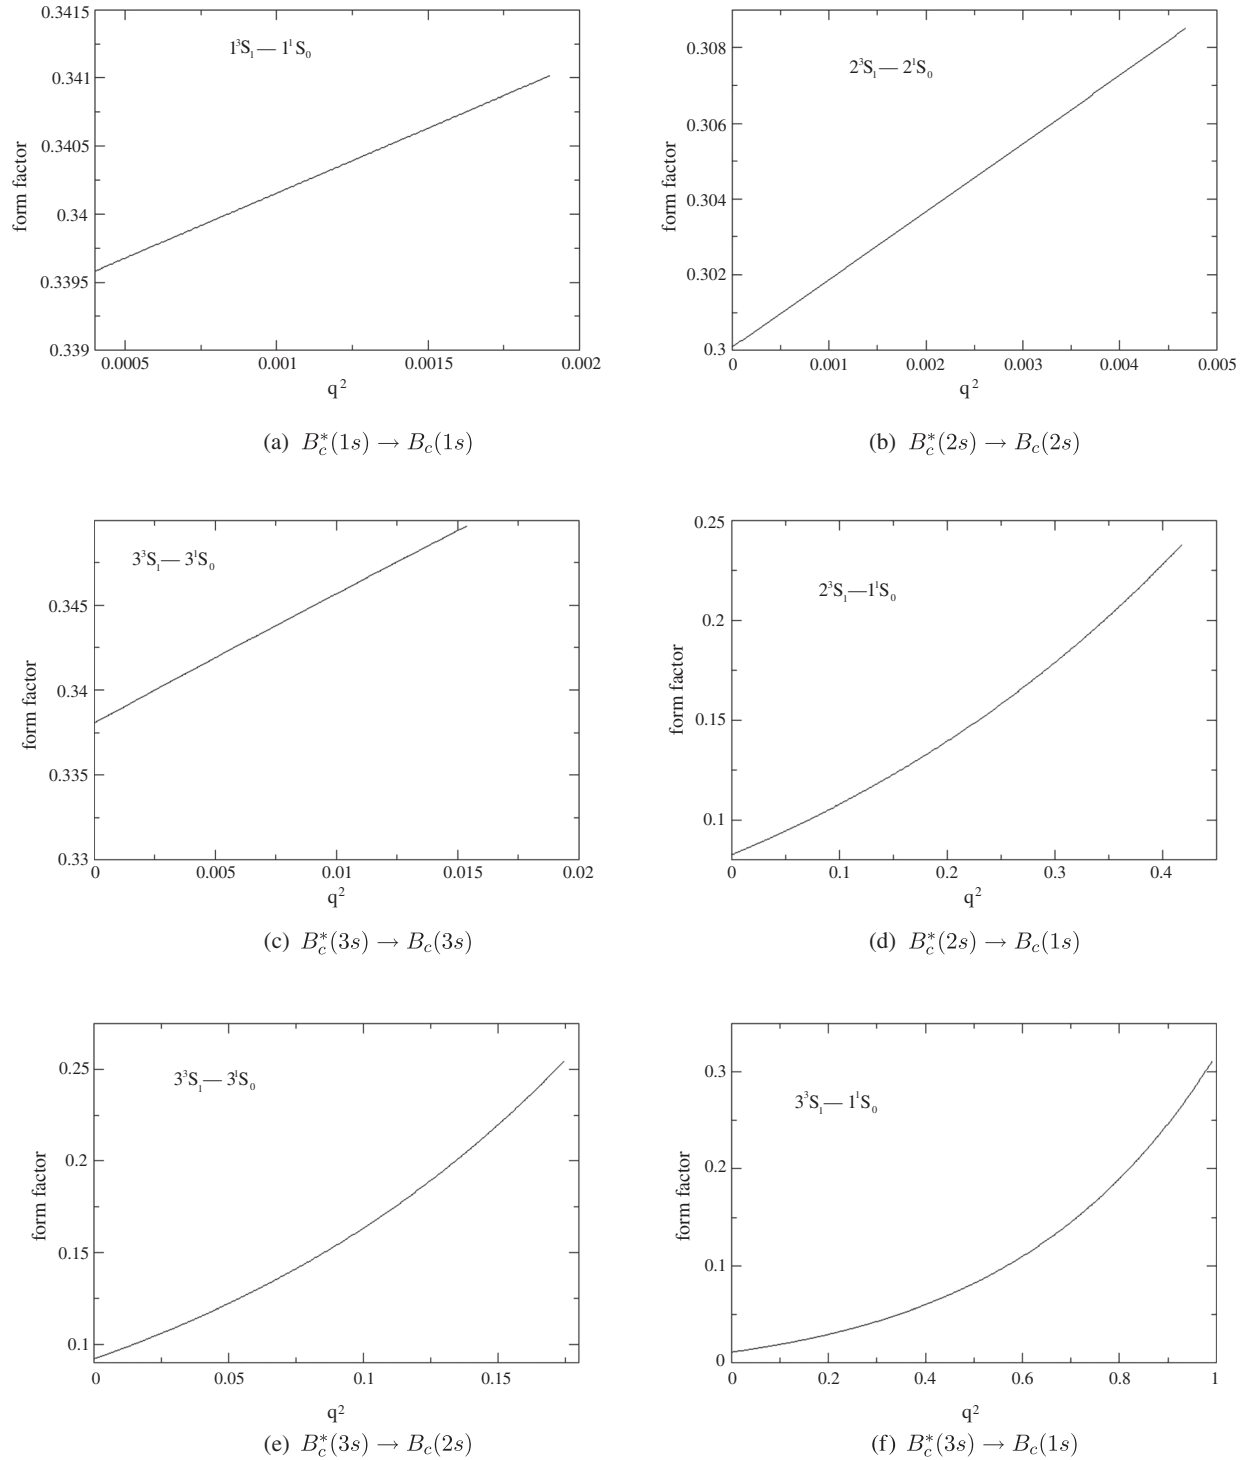 0.3415
0.341
0.3405
0.34
0.3395
0.339
form factor
1³S₁— 1¹S₀
0.0005 0.001 0.0015 0.002
q²
(a) B*c(1s) → Bc(1s)
0.308
0.306
0.304
0.302
0.3
form factor
2³S₁— 2¹S₀
0 0.001 0.002 0.003 0.004 0.005
q²
(b) B*c(2s) → Bc(2s)
0.345
0.34
0.335
0.33
form factor
3³S₁— 3¹S₀
0 0.005 0.01 0.015 0.02
q²
(c) B*c(3s) → Bc(3s)
0.25
0.2
0.15
0.1
form factor
2³S₁—1¹S₀
0 0.1 0.2 0.3 0.4
q²
(d) B*c(2s) → Bc(1s)
0.25
0.2
0.15
0.1
form factor
3³S₁— 3¹S₀
0 0.05 0.1 0.15
q²
(e) B*c(3s) → Bc(2s)
0.3
0.2
0.1
0
form factor
3³S₁— 1¹S₀
0 0.2 0.4 0.6 0.8 1
q²
(f) B*c(3s) → Bc(1s)